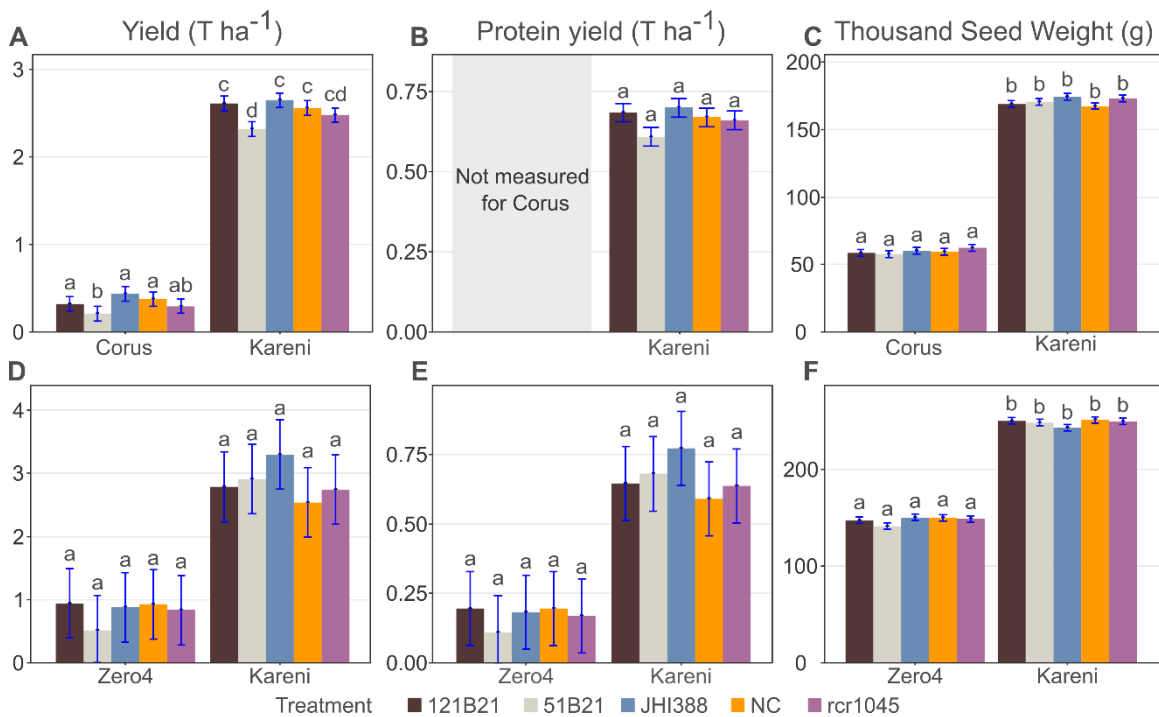 A Yield (T ha⁻¹)
B Protein yield (T ha⁻¹)
C Thousand Seed Weight (g)
3
2
1
0
a b a a ab
c d c c cd
Corus Kareni
0.75
0.50
0.25
0.00
Not measured
for Corus
a a a a a
Kareni
200
150
100
50
0
a a a a a
b b b b b
Corus Kareni
D
4
3
2
1
0
a a a a a
a a a a a
Zero4 Kareni
E
0.75
0.50
0.25
0.00
a a a a a
a a a a a
Zero4 Kareni
F
200
100
0
a a a a a
b b b b b
Zero4 Kareni
Treatment 121B21 51B21 JHI388 NC rcr1045